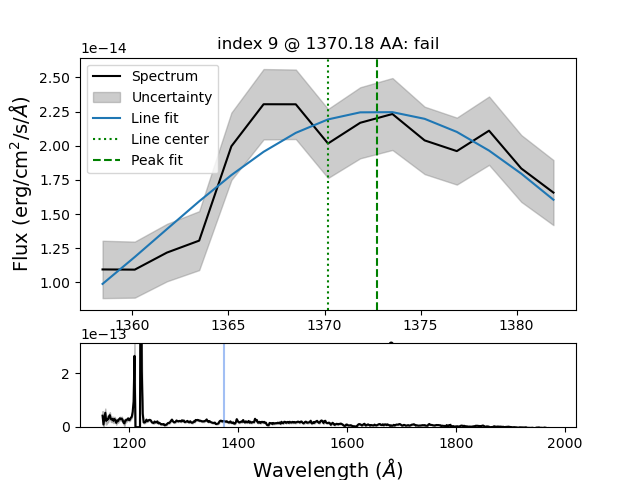 index 9 @ 1370.18 AA: fail
1e−14
Flux (erg/cm²/s/Å)
2.50
2.25
2.00
1.75
1.50
1.25
1.00
Spectrum
Uncertainty
Line fit
Line center
Peak fit
1360 1365 1370 1375 1380
1e−13
2
0
1200 1400 1600 1800 2000
Wavelength (Å)